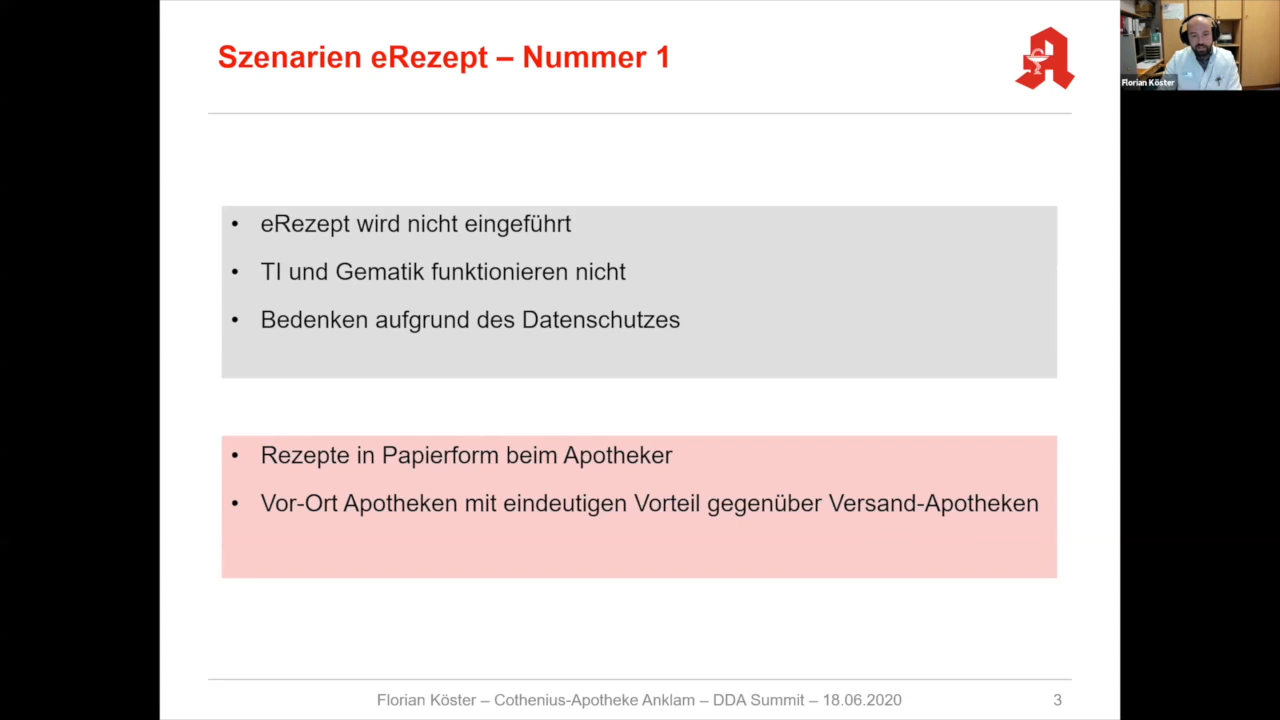 Szenarien eRezept – Nummer 1
Florian Köster
• eRezept wird nicht eingeführt
• TI und Gematik funktionieren nicht
• Bedenken aufgrund des Datenschutzes
• Rezepte in Papierform beim Apotheker
• Vor-Ort Apotheken mit eindeutigen Vorteil gegenüber Versand-Apotheken
Florian Köster – Cothenius-Apotheke Anklam – DDA Summit – 18.06.2020
3